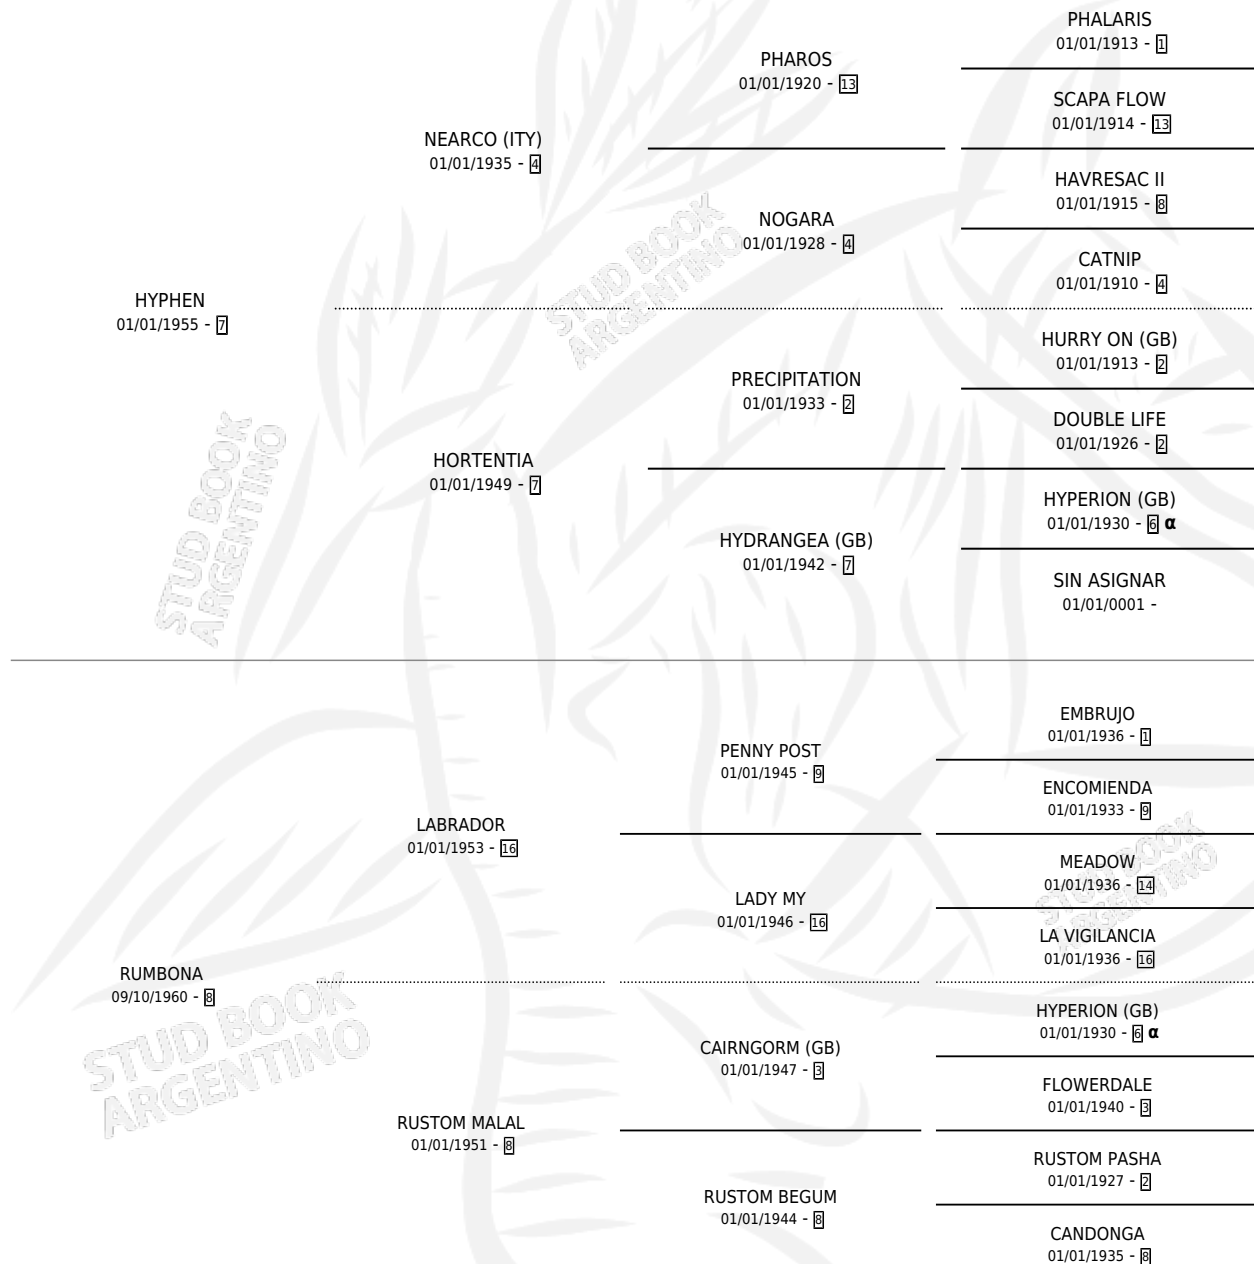 PHALARIS
01/01/1913 - 1
PHAROS
01/01/1920 - 13
SCAPA FLOW
01/01/1914 - 13
NEARCO (ITY)
01/01/1935 - 4
HAVRESAC II
01/01/1915 - 8
NOGARA
01/01/1928 - 4
CATNIP
01/01/1910 - 4
HYPHEN
01/01/1955 - 7
HURRY ON (GB)
01/01/1913 - 2
PRECIPITATION
01/01/1933 - 2
DOUBLE LIFE
01/01/1926 - 2
HORTENTIA
01/01/1949 - 7
HYPERION (GB)
01/01/1930 - 6 α
HYDRANGEA (GB)
01/01/1942 - 7
SIN ASIGNAR
01/01/0001 -
EMBRUJO
01/01/1936 - 1
PENNY POST
01/01/1945 - 9
ENCOMIENDA
01/01/1933 - 9
LABRADOR
01/01/1953 - 16
MEADOW
01/01/1936 - 14
LADY MY
01/01/1946 - 16
LA VIGILANCIA
01/01/1936 - 16
RUMBONA
09/10/1960 - 8
HYPERION (GB)
01/01/1930 - 6 α
CAIRNGORM (GB)
01/01/1947 - 3
FLOWERDALE
01/01/1940 - 3
RUSTOM MALAL
01/01/1951 - 8
RUSTOM PASHA
01/01/1927 - 2
RUSTOM BEGUM
01/01/1944 - 8
CANDONGA
01/01/1935 - 8
STUD BOOK
ARGENTINO
STUD BOOK
ARGENTINO
STUD BOOK
ARGENTINO
STUD BOOK
ARGENTINO